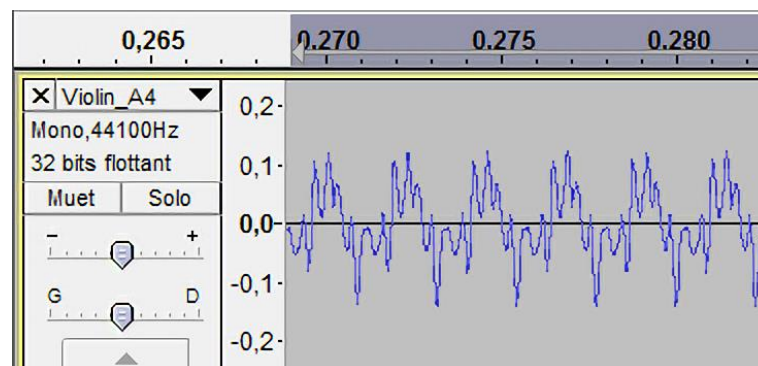 0,265 0.270 0.275 0.280
X Violin_A4
Mono,44100Hz
32 bits flottant
Muet Solo
- +
G D
0,2-
0,1-
0,0-
-0,1-
-0,2-